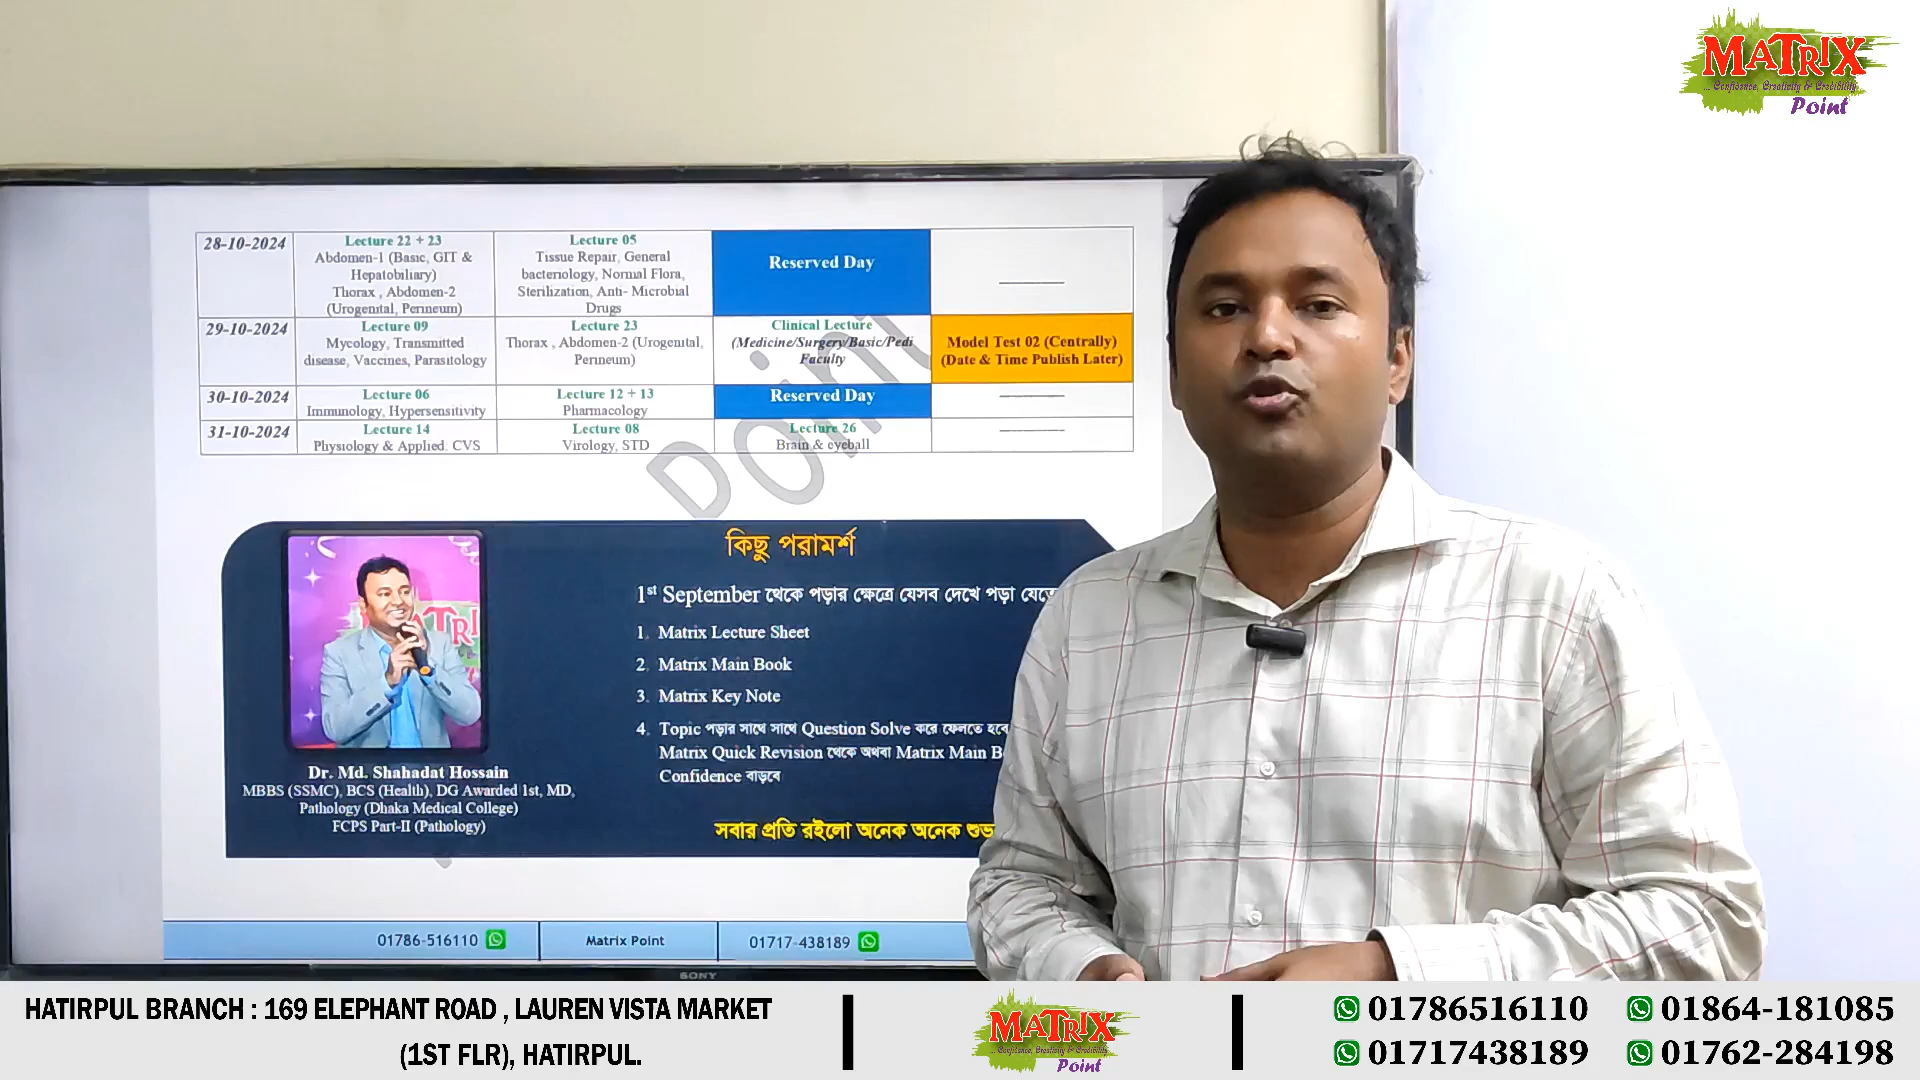 MATRIX
... Confidence, Creativity & Credibility
Point
28-10-2024
Lecture 22 + 23
Abdomen-1 (Basic, GIT &
Hepatobiliary)
Thorax , Abdomen-2
(Urogenital, Perineum)
Lecture 05
Tissue Repair, General
bacteriology, Normal Flora,
Sterilization, Anti- Microbial
Drugs
Reserved Day
29-10-2024
Lecture 09
Mycology, Transmitted
disease, Vaccines, Parasitology
Lecture 23
Thorax , Abdomen-2 (Urogenital,
Perineum)
Clinical Lecture
(Medicine/Surgery/Basic/Pedi
Faculty
Model Test 02 (Centrally)
(Date & Time Publish Later)
30-10-2024
Lecture 06
Immunology, Hypersensitivity
Lecture 12 + 13
Pharmacology
Reserved Day
31-10-2024
Lecture 14
Physiology & Applied. CVS
Lecture 08
Virology, STD
Lecture 26
Brain & eyeball
Point
কিছু পরামর্শ
1st September থেকে পড়ার ক্ষেত্রে যেসব দেখে পড়া
1. Matrix Lecture Sheet
2. Matrix Main Book
3. Matrix Key Note
4. Topic পড়ার সাথে সাথে Question Solve করে ফেলতে হবে
Matrix Quick Revision থেকে অথবা Matrix Main
Confidence বাড়বে
সবার প্রতি রইলো অনেক অনেক
MATRI
Dr. Md. Shahadat Hossain
MBBS (SSMC), BCS (Health), DG Awarded 1st, MD,
Pathology (Dhaka Medical College)
FCPS Part-II (Pathology)
01786-516110
Matrix Point
01717-438189
SONY
HATIRPUL BRANCH : 169 ELEPHANT ROAD , LAUREN VISTA MARKET
(1ST FLR), HATIRPUL.
MATRIX
... Confidence, Creativity & Credibility
Point
01786516110
01864-181085
01717438189
01762-284198